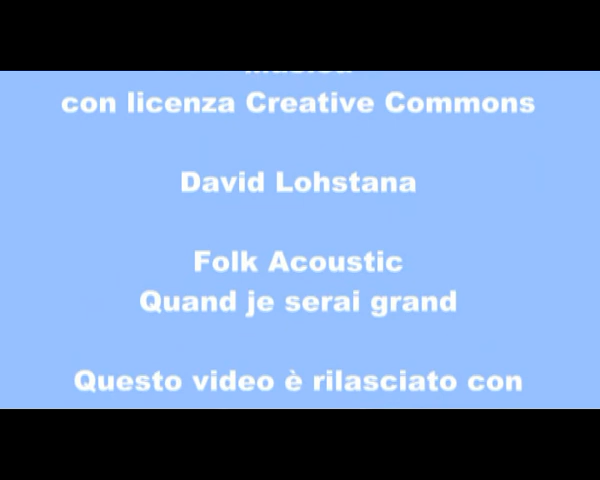 con licenza Creative Commons
David Lohstana
Folk Acoustic
Quand je serai grand
Questo video è rilasciato con